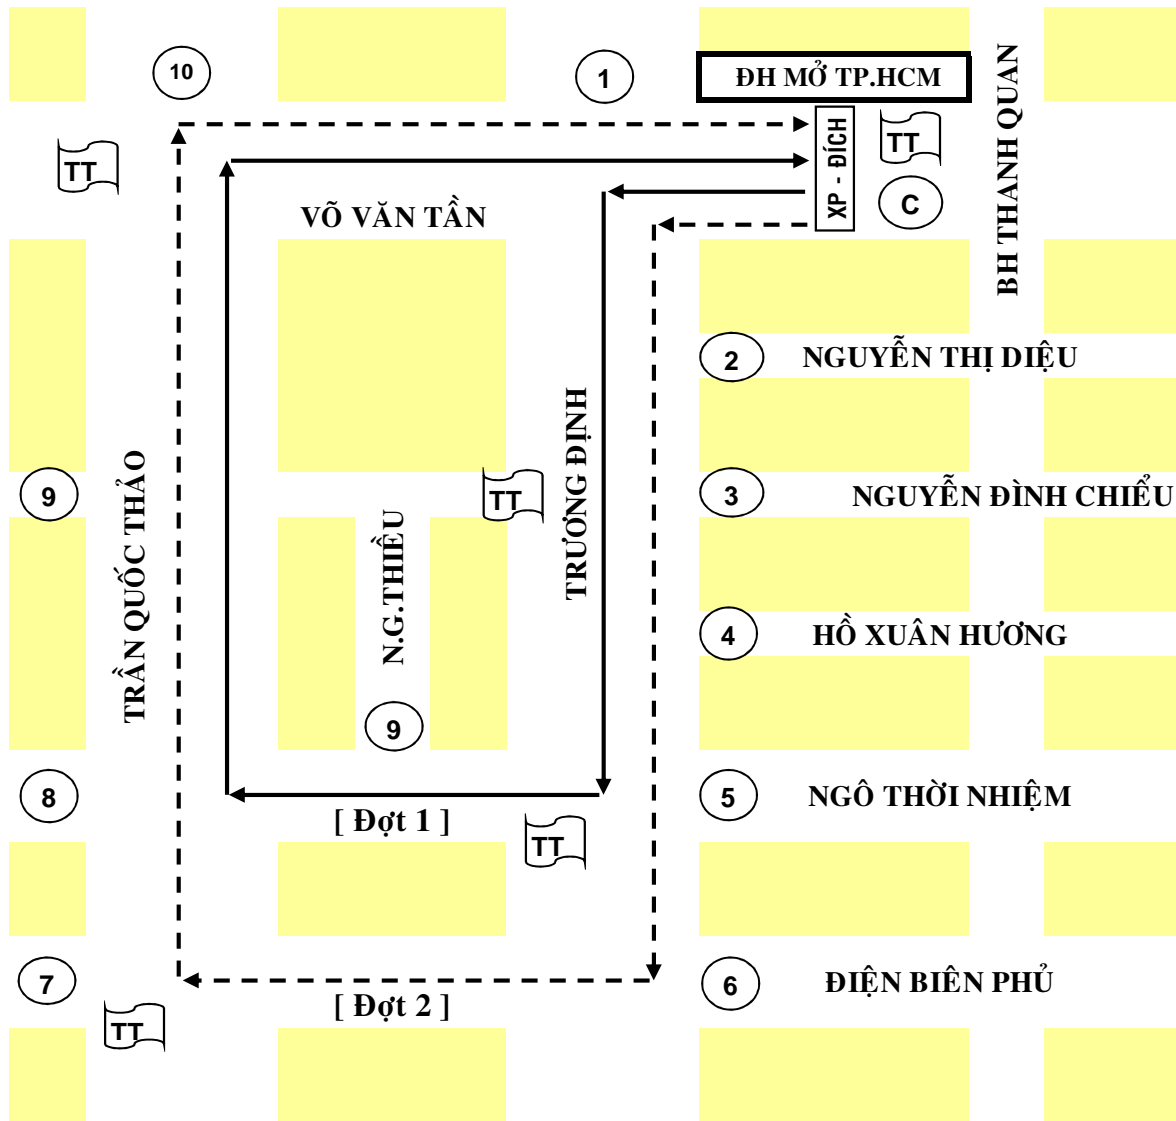 10
1
ĐH MỞ TP.HCM
BH THANH QUAN
TT
XP - ĐÍCH
TT
C
VÕ VĂN TẦN
2
NGUYỄN THỊ DIỆU
TRẦN QUỐC THẢO
9
N.G.THIỀU
TT
TRƯƠNG ĐỊNH
3
NGUYỄN ĐÌNH CHIỂU
4
HỒ XUÂN HƯƠNG
9
8
[ Đợt 1 ]
TT
5
NGÔ THỜI NHIỆM
7
[ Đợt 2 ]
6
ĐIỆN BIÊN PHỦ
TT